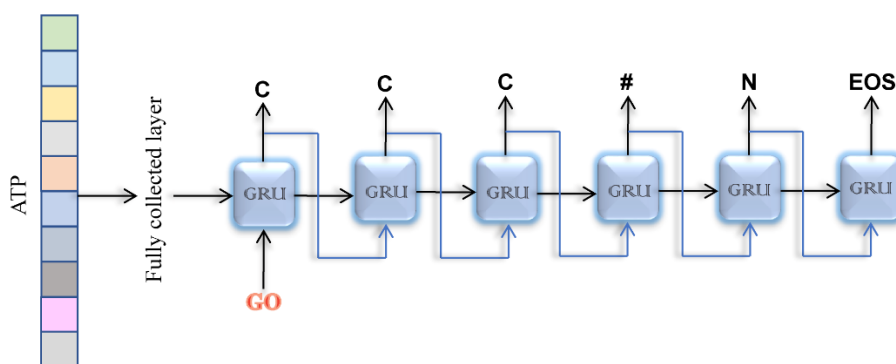 ATP
Fully collected layer
C
C
C
#
N
EOS
GRU
GRU
GRU
GRU
GRU
GRU
GO